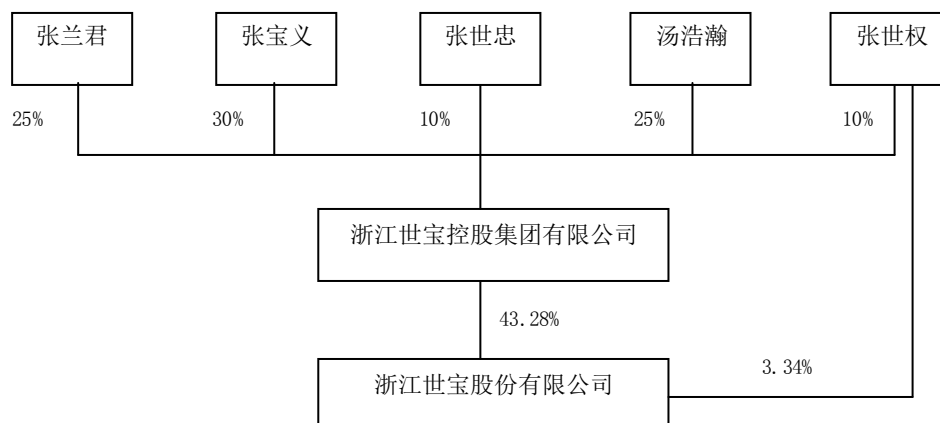 张兰君
张宝义
张世忠
汤浩瀚
张世权
25%
30%
10%
25%
10%
浙江世宝控股集团有限公司
43.28%
浙江世宝股份有限公司
3.34%